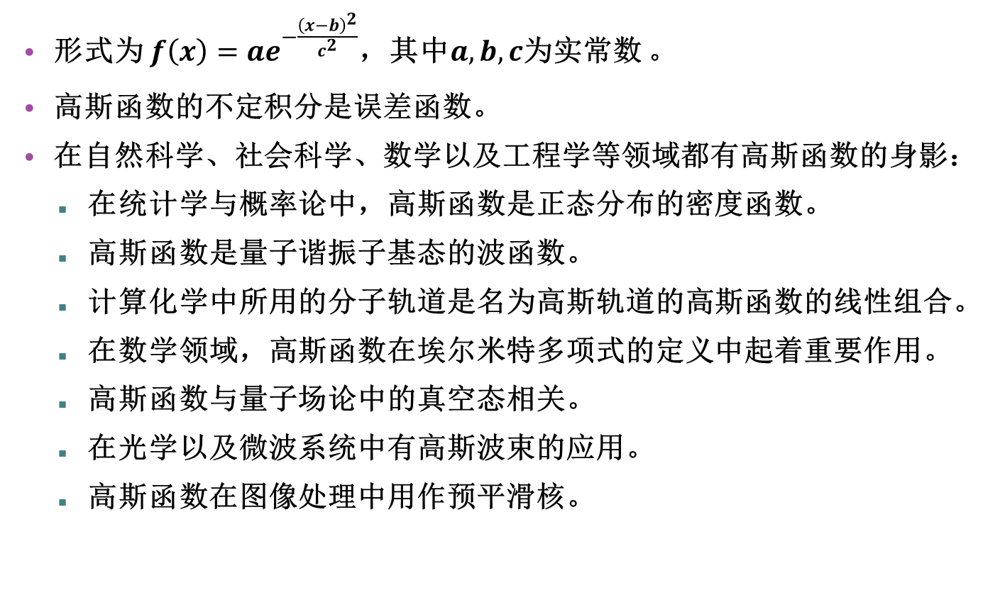 • 形式为 f(x) = ae^{-\frac{(x-b)^2}{c^2}}，其中a, b, c为实常数 。
• 高斯函数的不定积分是误差函数。
• 在自然科学、社会科学、数学以及工程学等领域都有高斯函数的身影：
▪ 在统计学与概率论中，高斯函数是正态分布的密度函数。
▪ 高斯函数是量子谐振子基态的波函数。
▪ 计算化学中所用的分子轨道是名为高斯轨道的高斯函数的线性组合。
▪ 在数学领域，高斯函数在埃尔米特多项式的定义中起着重要作用。
▪ 高斯函数与量子场论中的真空态相关。
▪ 在光学以及微波系统中有高斯波束的应用。
▪ 高斯函数在图像处理中用作预平滑核。